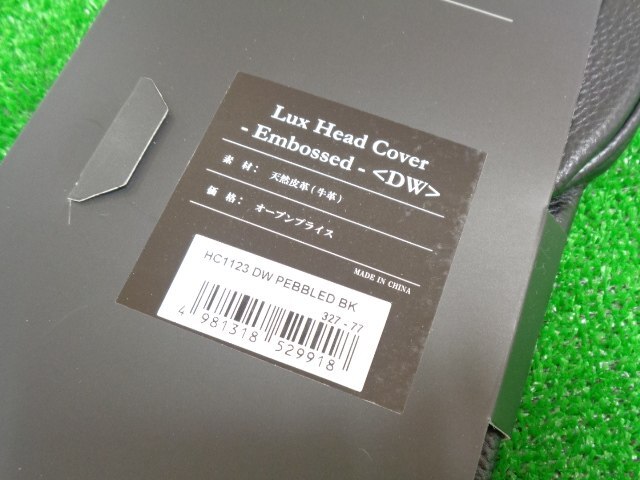 Lux Head Cover
- Embossed - <DW>
素 材: 天然皮革(牛革)
価 格: オープンプライス
MADE IN CHINA
HC1123 DW PEBBLED BK
327-77
4 981318 529918